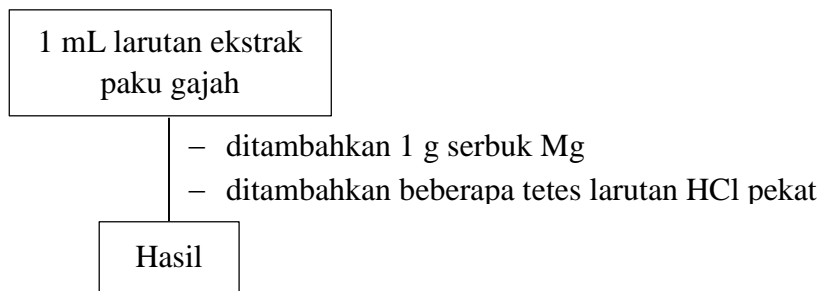 1 mL larutan ekstrak
paku gajah
– ditambahkan 1 g serbuk Mg
– ditambahkan beberapa tetes larutan HCl pekat
Hasil